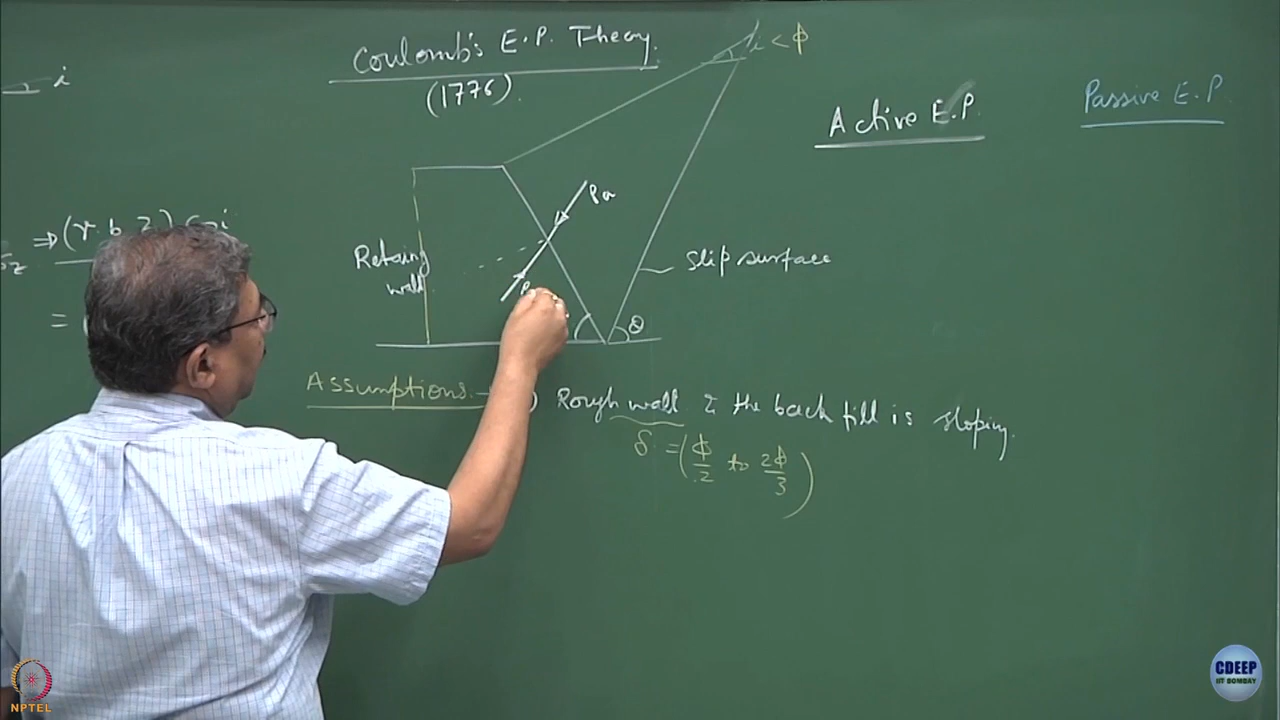 Coulomb's E.P. Theory.
(1776).
i < ϕ
i
Active E.P.
Passive E.P.
Pa
Retaining
wall
slip surface
θ
= 
Assumptions.
Rough wall & the back fill is sloping.
δ = (ϕ/2 to 2ϕ/3)
NPTEL
CDEEP
IIT BOMBAY